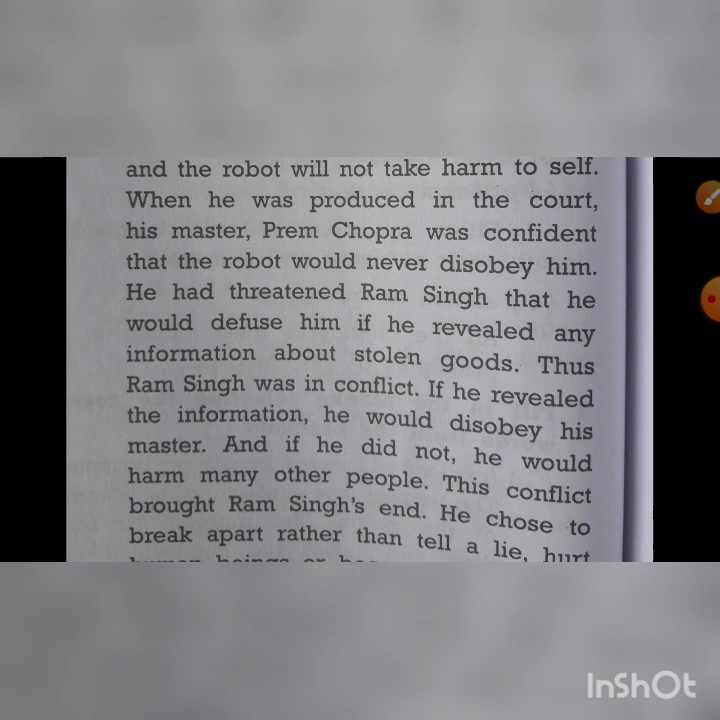 and the robot will not take harm to self.
When he was produced in the court,
his master, Prem Chopra was confident
that the robot would never disobey him.
He had threatened Ram Singh that he
would defuse him if he revealed any
information about stolen goods. Thus
Ram Singh was in conflict. If he revealed
the information, he would disobey his
master. And if he did not, he would
harm many other people. This conflict
brought Ram Singh's end. He chose to
break apart rather than tell a lie, hurt
human beings or
InShOt